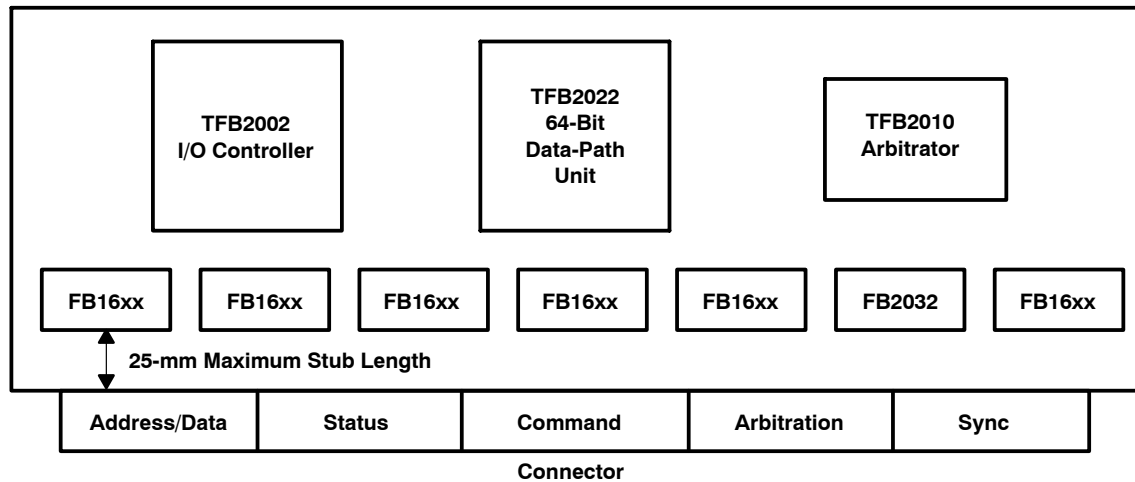 TFB2002
I/O Controller
TFB2022
64-Bit
Data-Path
Unit
TFB2010
Arbitrator
FB16xx
FB16xx
FB16xx
FB16xx
FB16xx
FB2032
FB16xx
25-mm Maximum Stub Length
Address/Data
Status
Command
Arbitration
Sync
Connector